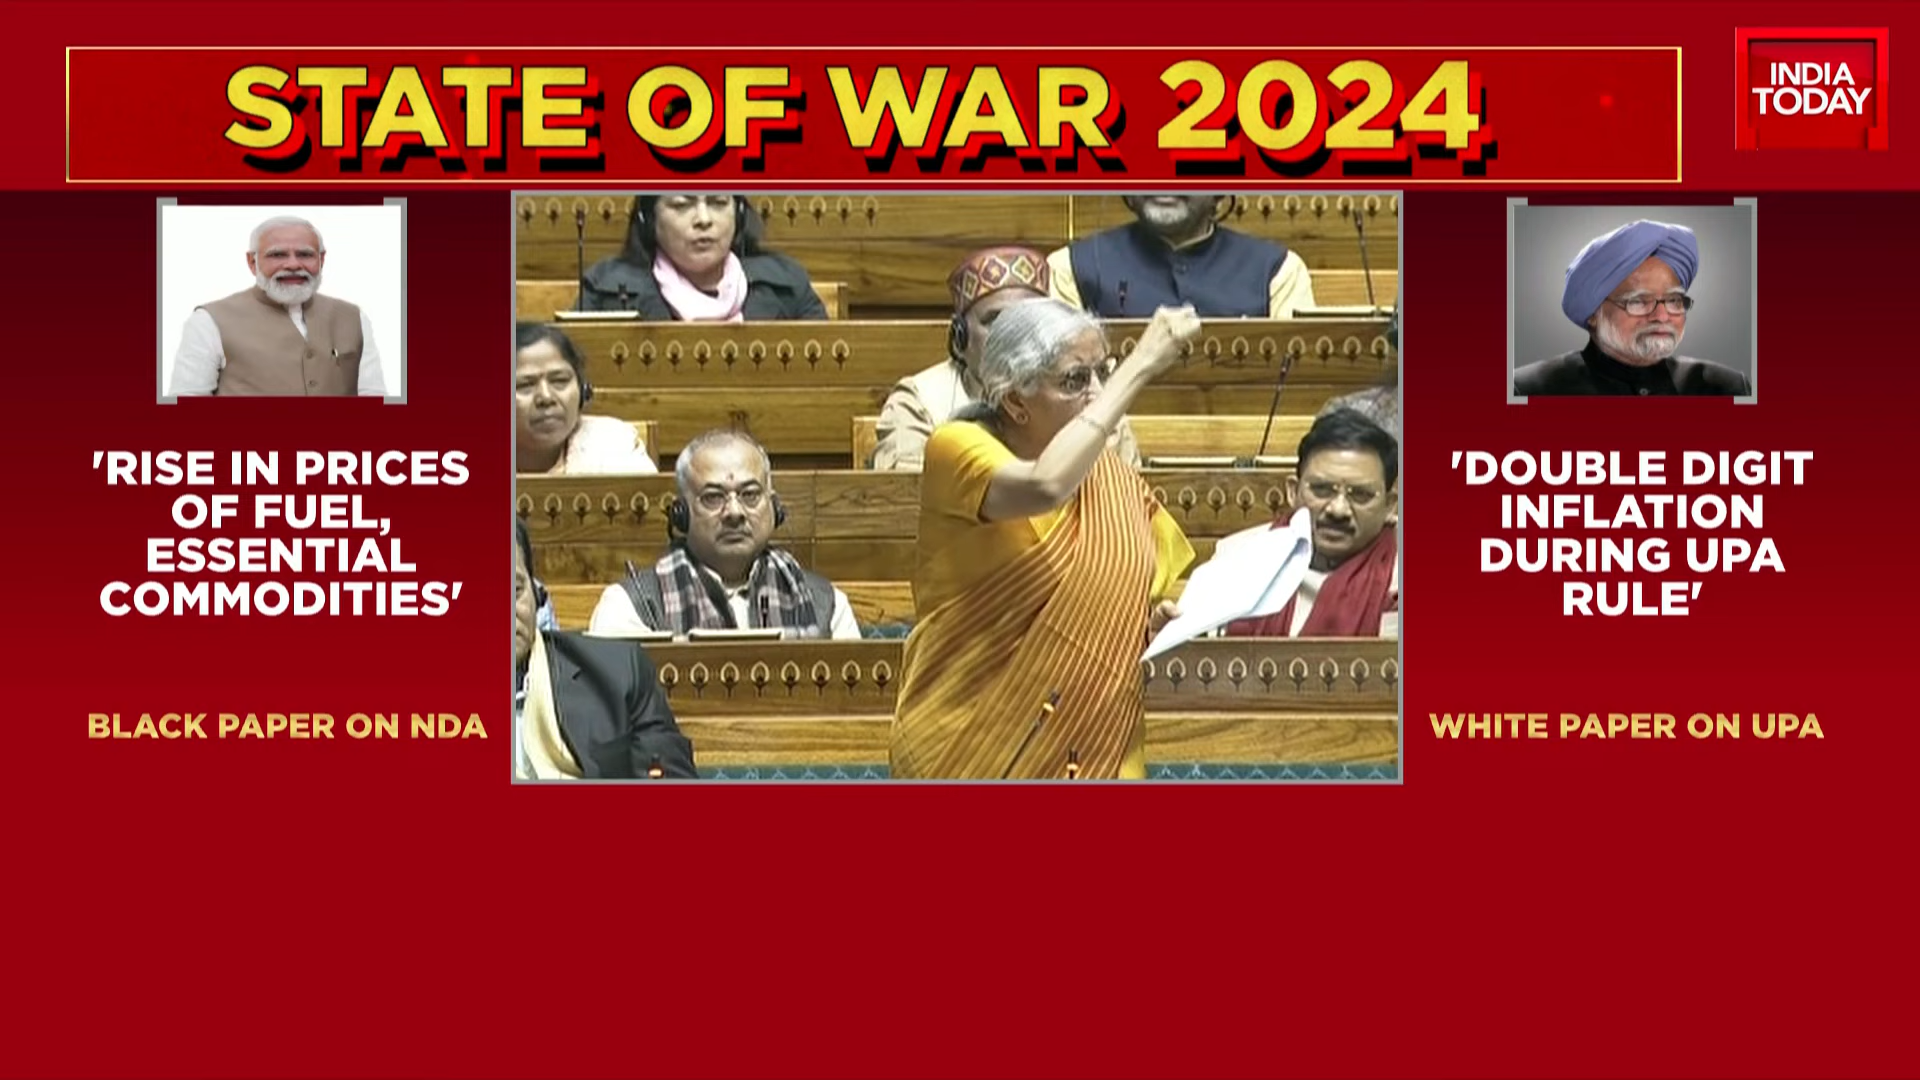 STATE OF WAR 2024
INDIA
TODAY
'RISE IN PRICES
OF FUEL,
ESSENTIAL
COMMODITIES'
BLACK PAPER ON NDA
'DOUBLE DIGIT
INFLATION
DURING UPA
RULE'
WHITE PAPER ON UPA